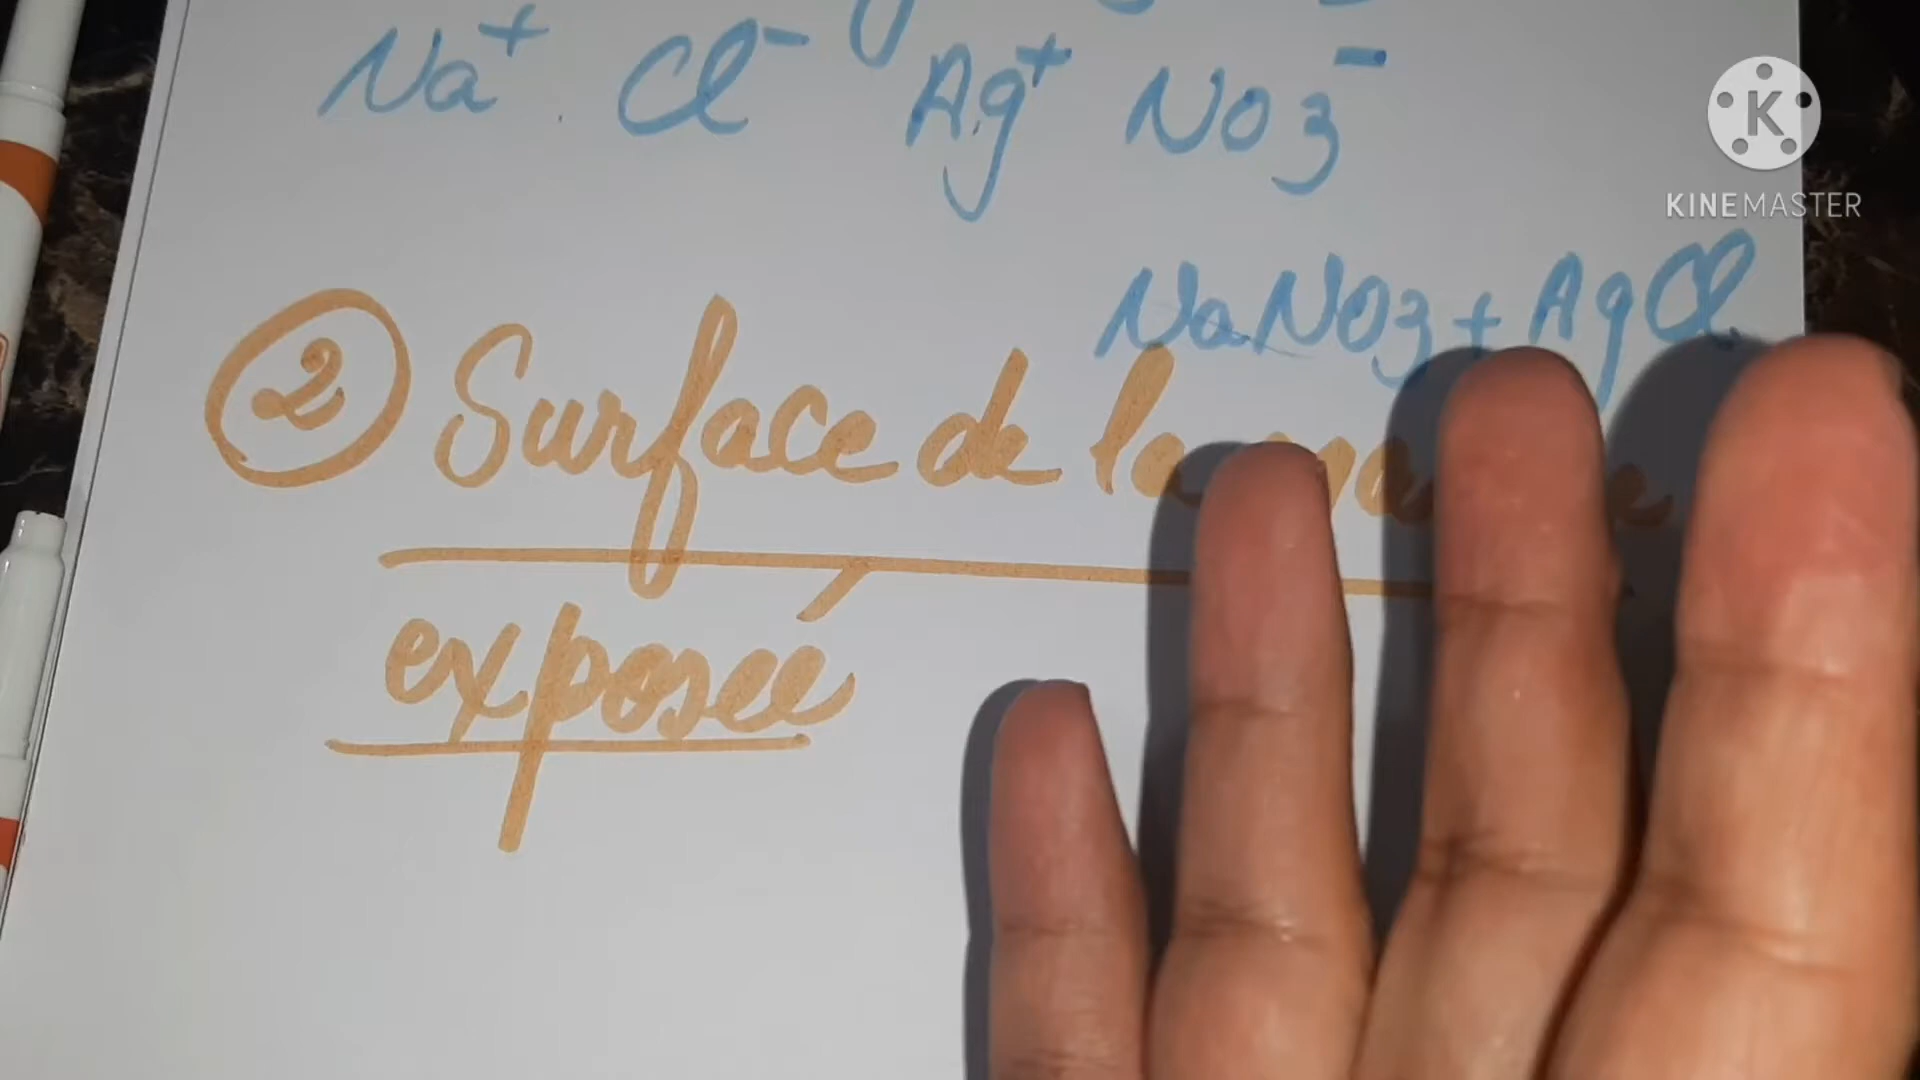 Na⁺ Cl⁻ Ag⁺ NO₃⁻
NaNO₃ + AgCl
② Surface de la
exposée
KINEMASTER